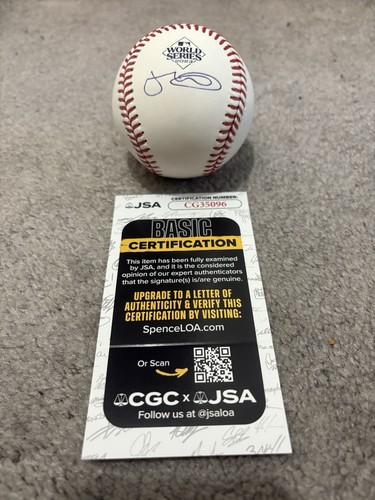 WORLD
SERIES
2023
JSA
CERTIFICATION NUMBER:
CG35096
BASIC
CERTIFICATION
This item has been fully examined
by JSA, and it is the considered
opinion of our expert authenticators
that the signature(s) is/are genuine.
UPGRADE TO A LETTER OF
AUTHENTICITY & VERIFY THIS
CERTIFICATION BY VISITING:
SpenceLOA.com
Or Scan
CGC x JSA
Follow us at @jsaloa